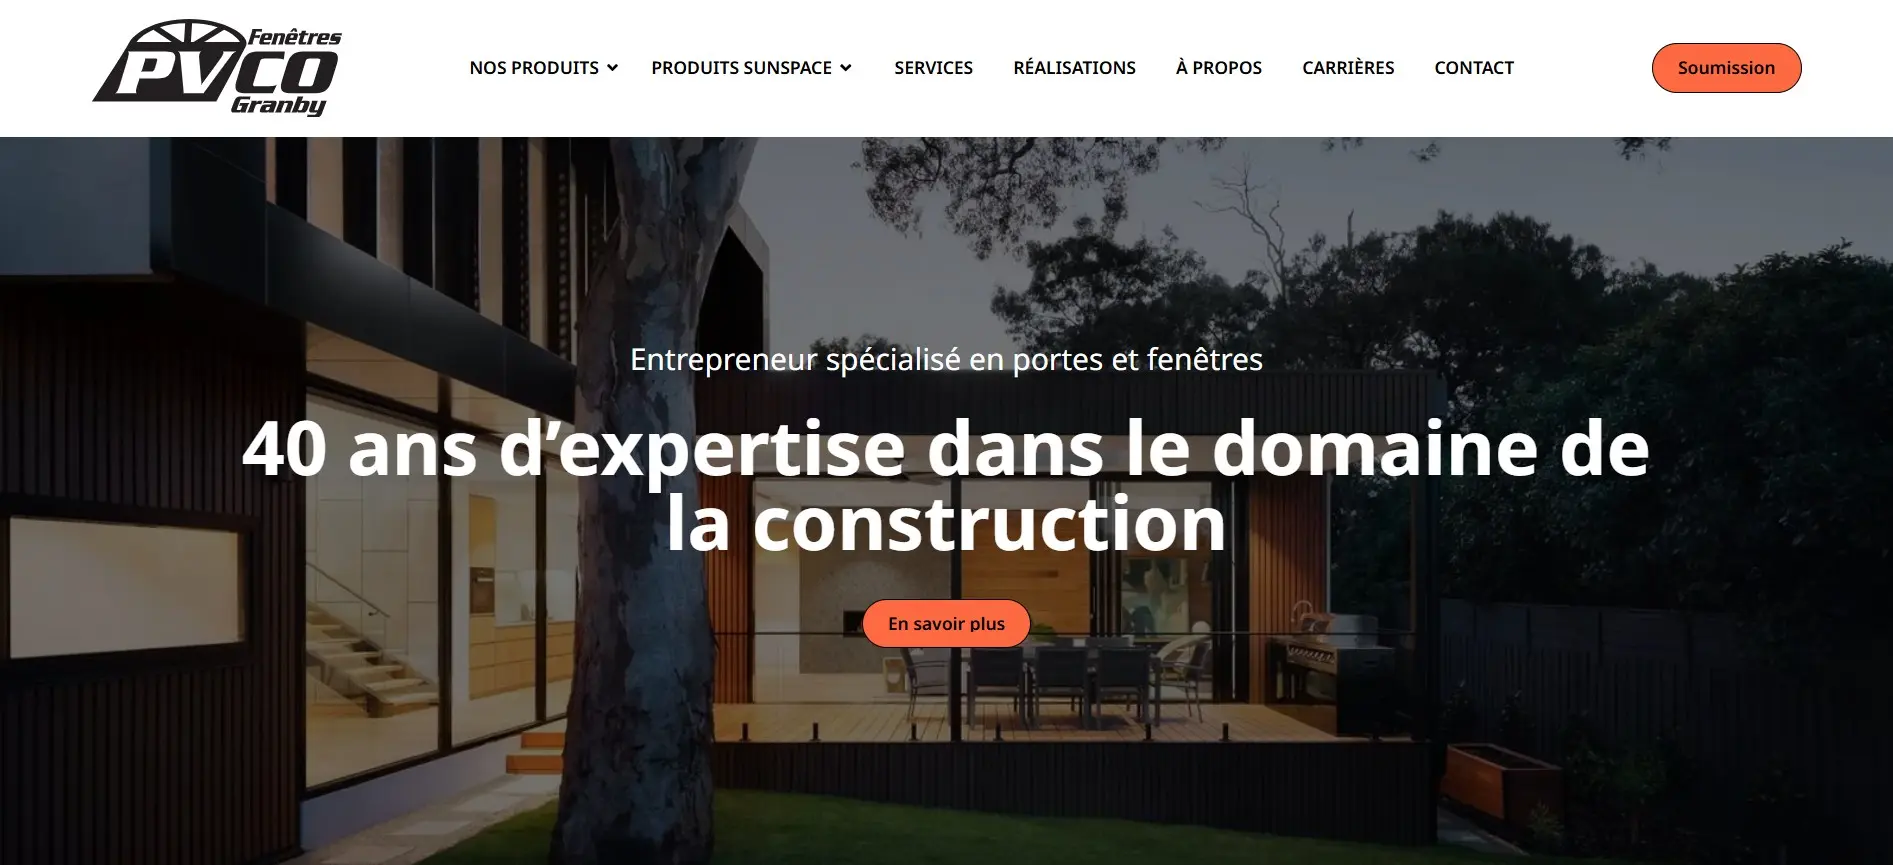 Fenêtres
PVCO
Granby
NOS PRODUITS
PRODUITS SUNSPACE
SERVICES
RÉALISATIONS
À PROPOS
CARRIÈRES
CONTACT
Soumission
Entrepreneur spécialisé en portes et fenêtres
40 ans d’expertise dans le domaine de
la construction
En savoir plus